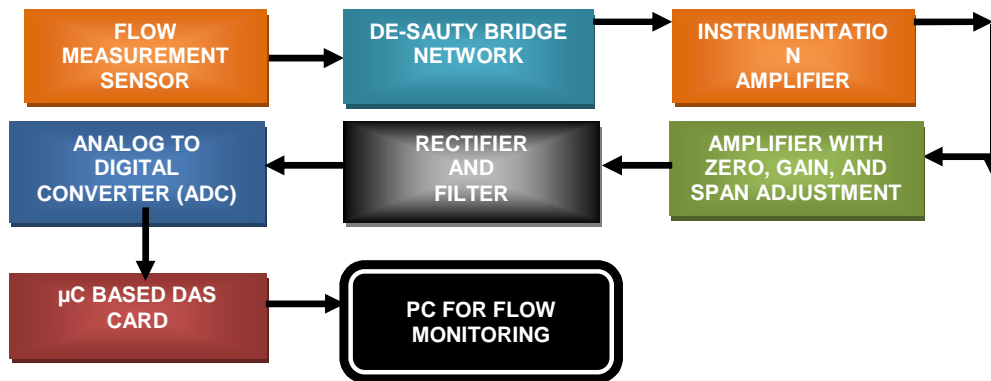 FLOW
MEASUREMENT
SENSOR
DE-SAUTY BRIDGE
NETWORK
INSTRUMENTATIO
N
AMPLIFIER
ANALOG TO
DIGITAL
CONVERTER (ADC)
RECTIFIER
AND
FILTER
AMPLIFIER WITH
ZERO, GAIN, AND
SPAN ADJUSTMENT
µC BASED DAS
CARD
PC FOR FLOW
MONITORING